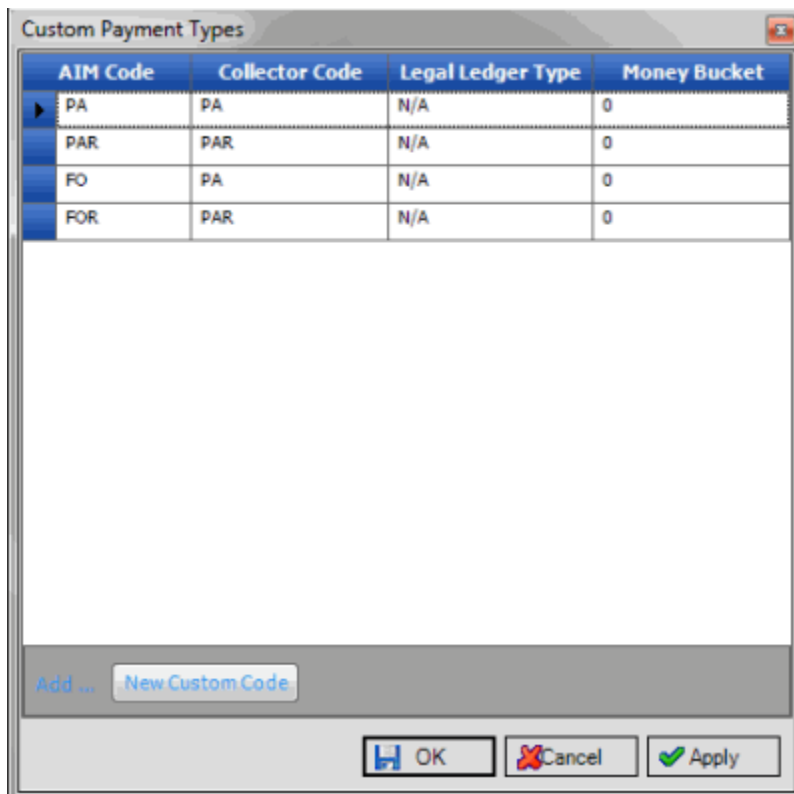 Custom Payment Types
AIM Code Collector Code Legal Ledger Type Money Bucket
PA PA N/A 0
PAR PAR N/A 0
FO PA N/A 0
FOR PAR N/A 0
Add ... New Custom Code
OK Cancel Apply